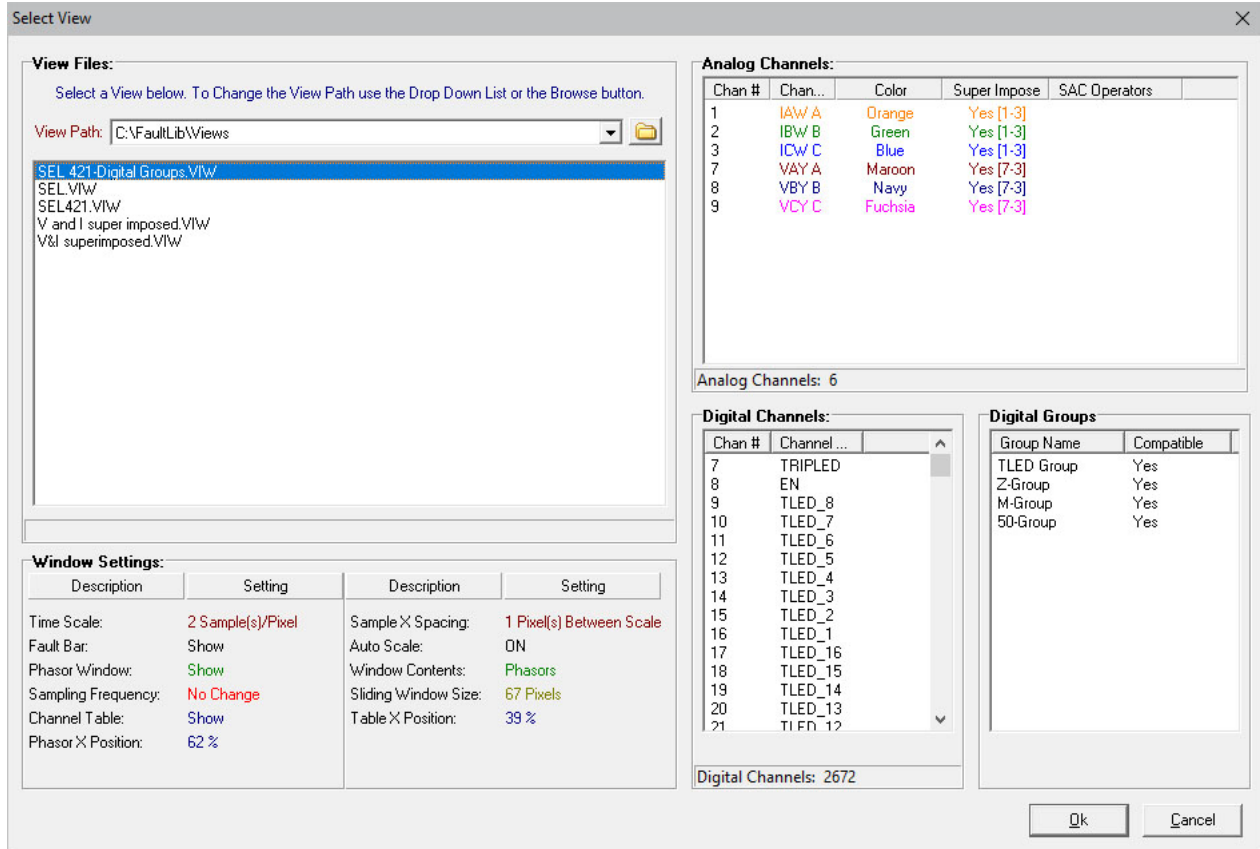 Select View
View Files:
Select a View below. To Change the View Path use the Drop Down List or the Browse button.
View Path: C:\FaultLib\Views
SEL 421-Digital Groups.VIW
SEL.VIW
SEL421.VIW
V and I super imposed.VIW
V&I superimposed.VIW
Window Settings:
Description Setting Description Setting
Time Scale: 2 Sample(s)/Pixel Sample X Spacing: 1 Pixel(s) Between Scale
Fault Bar: Show Auto Scale: ON
Phasor Window: Show Window Contents: Phasors
Sampling Frequency: No Change Sliding Window Size: 67 Pixels
Channel Table: Show Table X Position: 39 %
Phasor X Position: 62 %
Analog Channels:
Chan # Chan... Color Super Impose SAC Operators
1 IAW A Orange Yes [1-3]
2 IBW B Green Yes [1-3]
3 ICW C Blue Yes [1-3]
7 VAY A Maroon Yes [7-3]
8 VBY B Navy Yes [7-3]
9 VCY C Fuchsia Yes [7-3]
Analog Channels: 6
Digital Channels:
Chan # Channel ...
7 TRIPLED
8 EN
9 TLED_8
10 TLED_7
11 TLED_6
12 TLED_5
13 TLED_4
14 TLED_3
15 TLED_2
16 TLED_1
17 TLED_16
18 TLED_15
19 TLED_14
20 TLED_13
21 TLED_12
Digital Channels: 2672
Digital Groups
Group Name Compatible
TLED Group Yes
Z-Group Yes
M-Group Yes
50-Group Yes
Ok Cancel